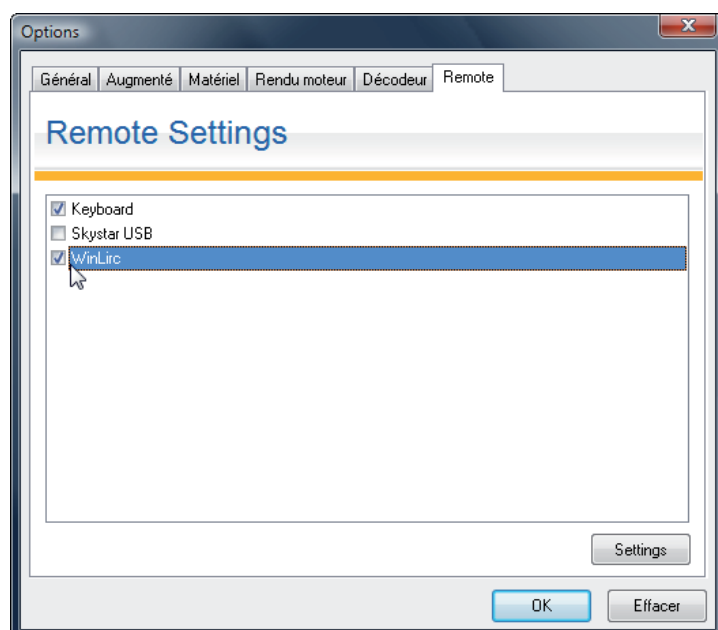 Options
Général Augmenté Matériel Rendu moteur Décodeur Remote
Remote Settings
Keyboard
Skystar USB
WinLirc
Settings
OK Effacer